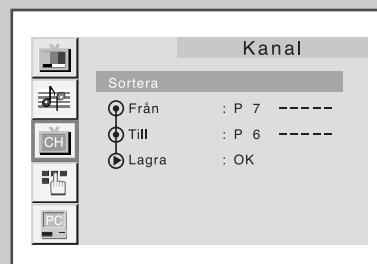 Kanal
Sortera
Från : P 7 -----
Till : P 6 -----
Lagra : OK
CH
PC